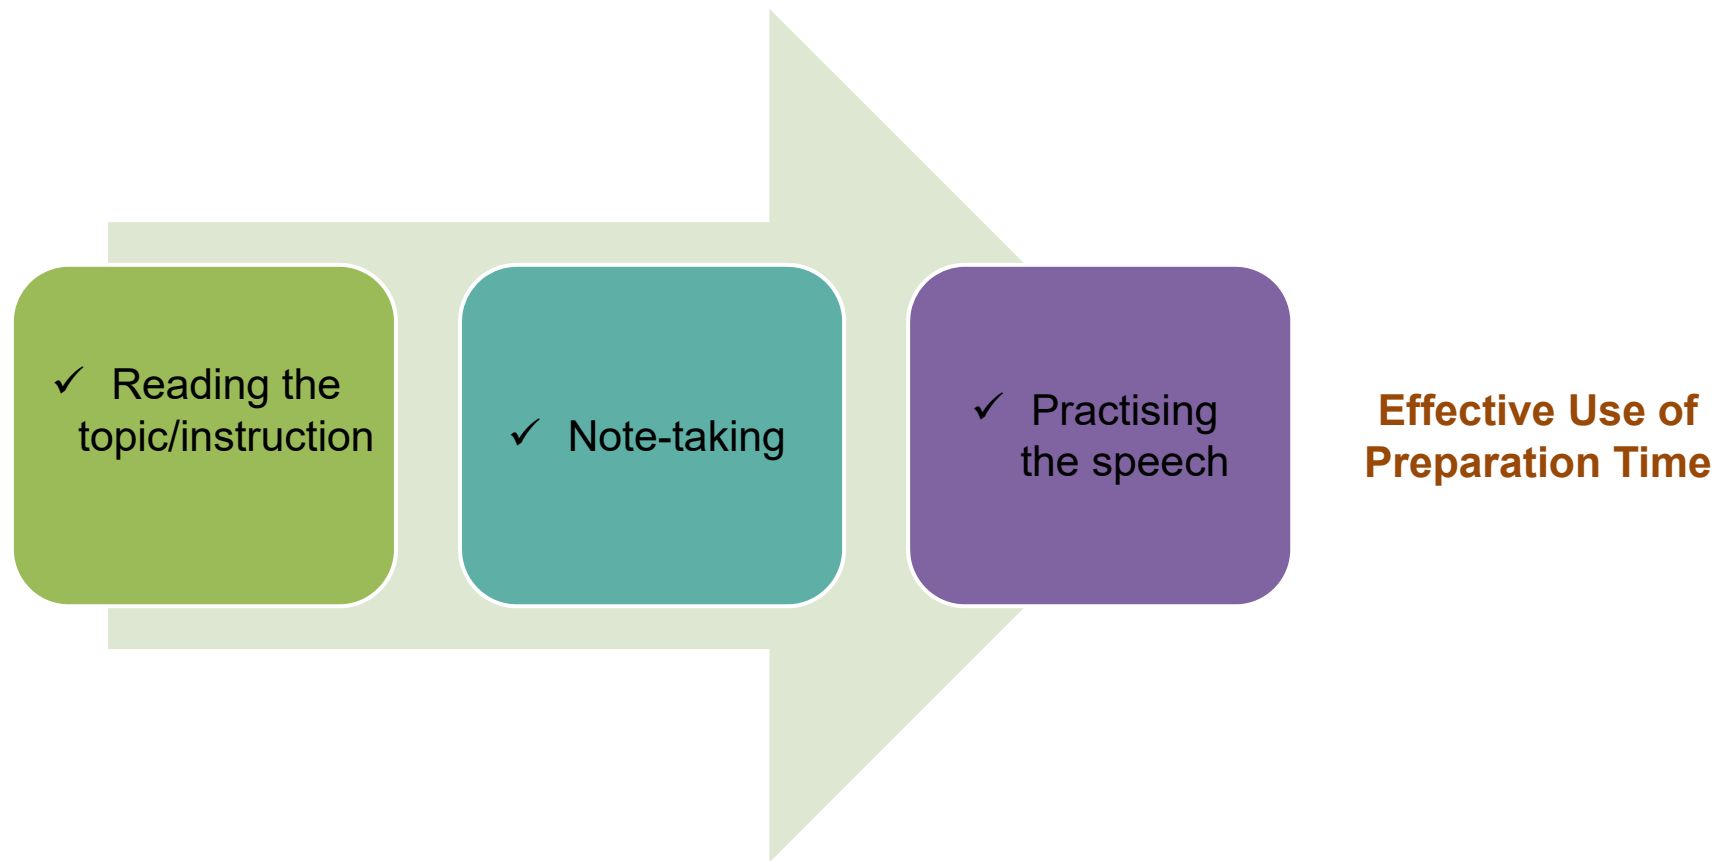 ✓ Reading the
topic/instruction
✓ Note-taking
✓ Practising
the speech
Effective Use of
Preparation Time